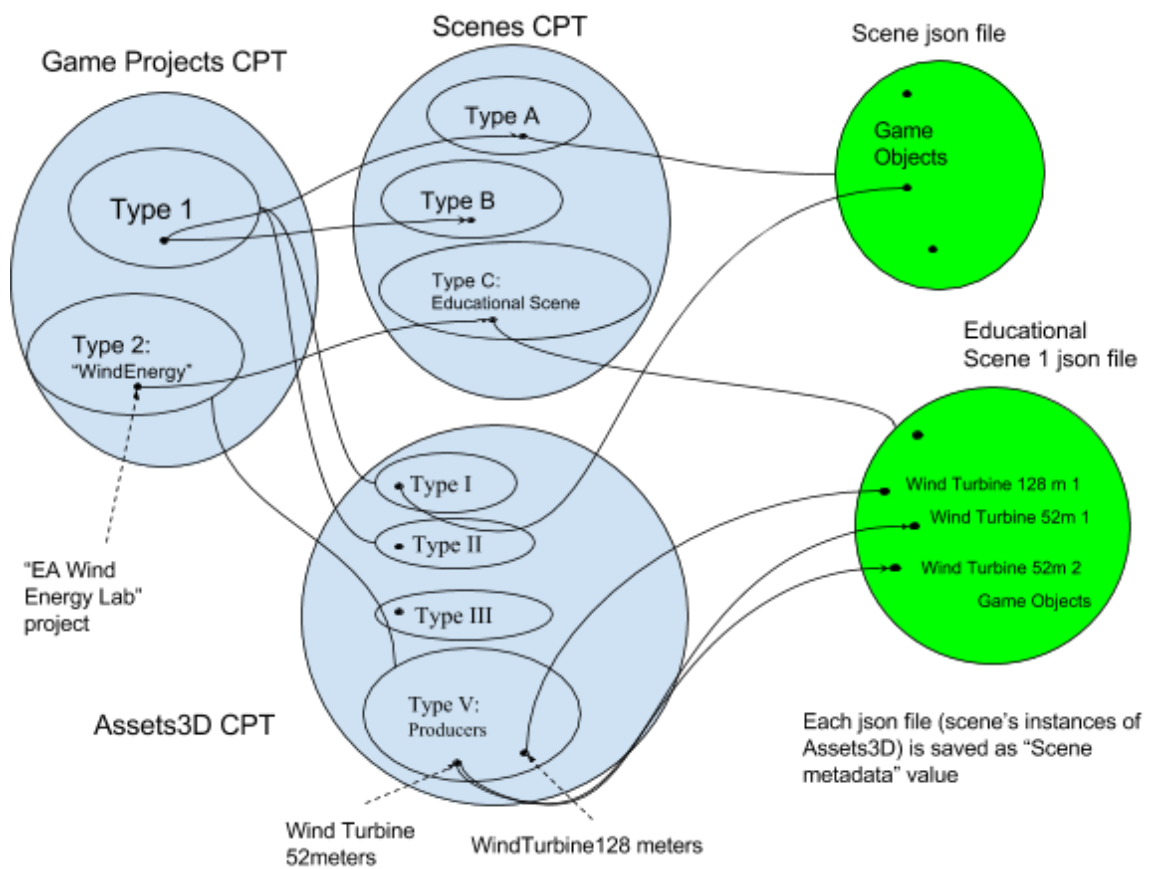 Game Projects CPT
Type 1
Type 2:
"WindEnergy"
"EA Wind
Energy Lab"
project
Scenes CPT
Type A
Type B
Type C:
Educational Scene
Scene json file
Game
Objects
Educational
Scene 1 json file
Wind Turbine 128 m 1
Wind Turbine 52m 1
Wind Turbine 52m 2
Game Objects
Assets3D CPT
Type I
Type II
Type III
Type V:
Producers
Wind Turbine
52meters
WindTurbine128 meters
Each json file (scene's instances of
Assets3D) is saved as "Scene
metadata" value